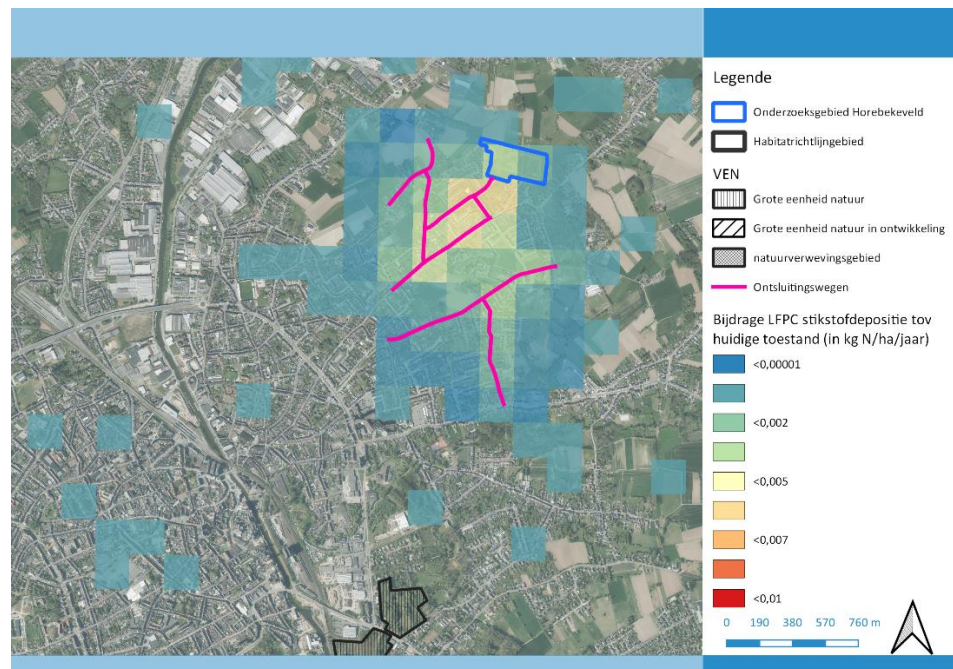 Legende
Onderzoeksgebied Horebekeveld
Habitatrichtlijngebied
VEN
Grote eenheid natuur
Grote eenheid natuur in ontwikkeling
natuurverwevingsgebied
Ontsluitingswegen
Bijdrage LFPC stikstofdepositie tov
huidige toestand (in kg N/ha/jaar)
<0,00001
<0,002
<0,005
<0,007
<0,01
0 190 380 570 760 m